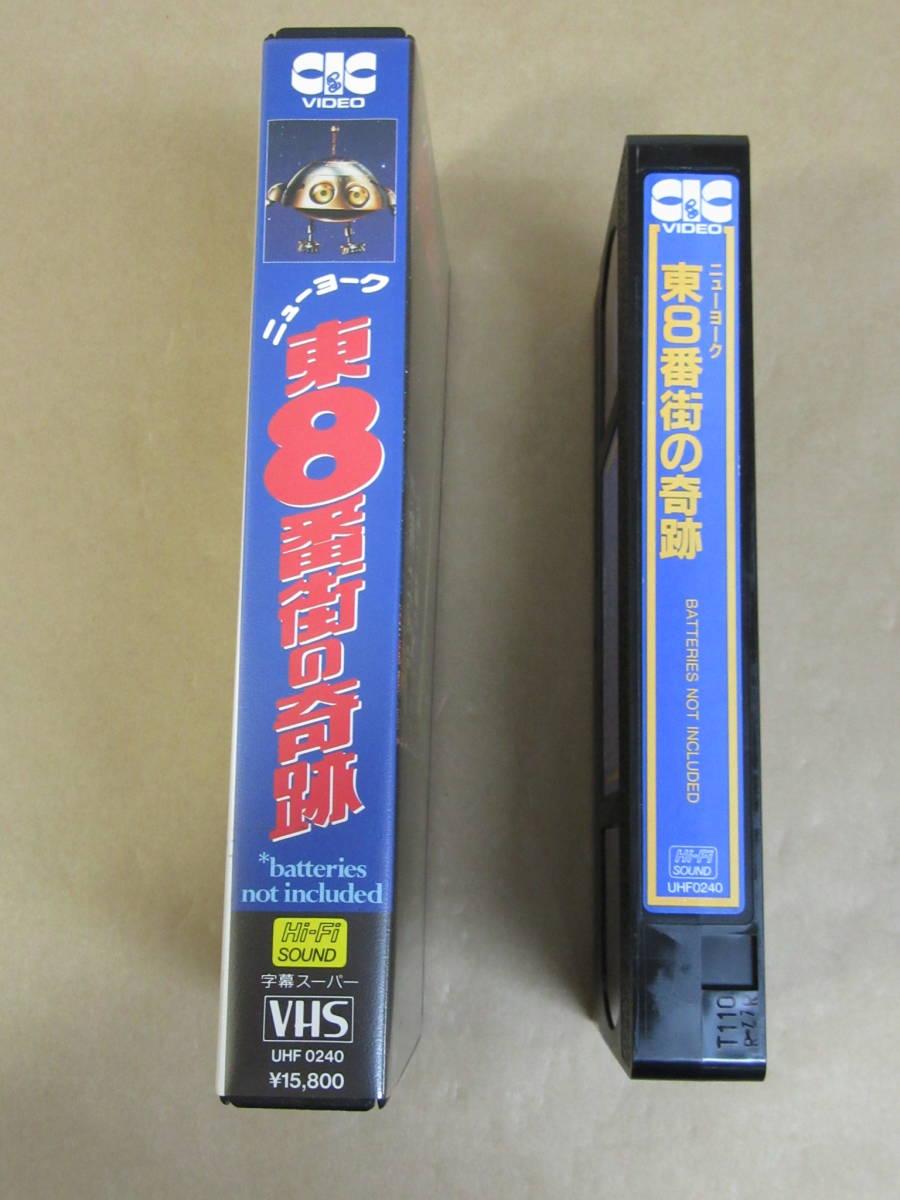 CIC
VIDEO
ニューヨーク
東8番街の奇跡
*batteries
not included
Hi-Fi
SOUND
字幕スーパー
VHS
UHF 0240
¥15,800
CIC
VIDEO
ニューヨーク
東8番街の奇跡
BATTERIES NOT INCLUDED
Hi-Fi
SOUND
UHF0240
T110